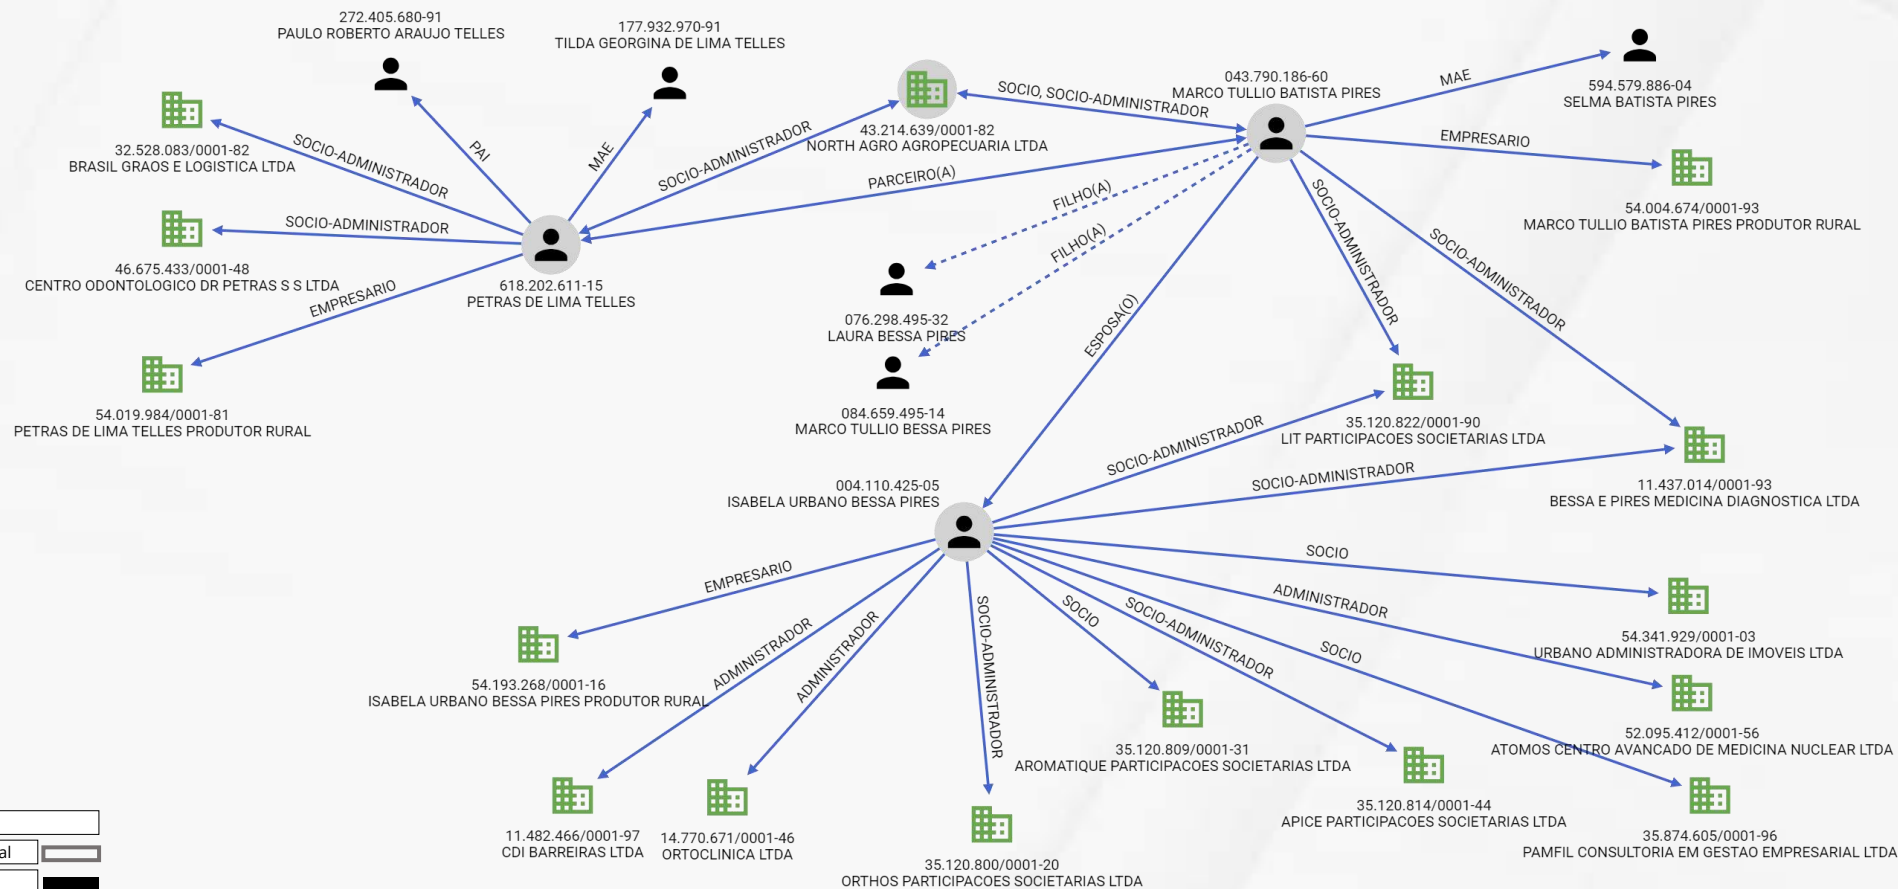 272.405.680-91
PAULO ROBERTO ARAUJO TELLES
177.932.970-91
TILDA GEORGINA DE LIMA TELLES
043.790.186-60
MARCO TULLIO BATISTA PIRES
MAE
594.579.886-04
SELMA BATISTA PIRES
SOCIO, SOCIO-ADMINISTRADOR
43.214.639/0001-82
NORTH AGRO AGROPECUARIA LTDA
EMPRESARIO
32.528.083/0001-82
BRASIL GRAOS E LOGISTICA LTDA
SOCIO-ADMINISTRADOR
PAI
MAE
SOCIO-ADMINISTRADOR
PARCEIRO(A)
54.004.674/0001-93
MARCO TULLIO BATISTA PIRES PRODUTOR RURAL
SOCIO-ADMINISTRADOR
FILHO(A)
FILHO(A)
SOCIO-ADMINISTRADOR
SOCIO-ADMINISTRADOR
46.675.433/0001-48
CENTRO ODONTOLOGICO DR PETRAS S S LTDA
618.202.611-15
PETRAS DE LIMA TELLES
EMPRESARIO
076.298.495-32
LAURA BESSA PIRES
ESPOSA(O)
54.019.984/0001-81
PETRAS DE LIMA TELLES PRODUTOR RURAL
084.659.495-14
MARCO TULLIO BESSA PIRES
35.120.822/0001-90
LIT PARTICIPACOES SOCIETARIAS LTDA
SOCIO-ADMINISTRADOR
SOCIO-ADMINISTRADOR
004.110.425-05
ISABELA URBANO BESSA PIRES
11.437.014/0001-93
BESSA E PIRES MEDICINA DIAGNOSTICA LTDA
SOCIO
EMPRESARIO
ADMINISTRADOR
ADMINISTRADOR
ADMINISTRADOR
SOCIO-ADMINISTRADOR
SOCIO
SOCIO-ADMINISTRADOR
SOCIO
54.341.929/0001-03
URBANO ADMINISTRADORA DE IMOVEIS LTDA
54.193.268/0001-16
ISABELA URBANO BESSA PIRES PRODUTOR RURAL
52.095.412/0001-56
ATOMOS CENTRO AVANCADO DE MEDICINA NUCLEAR LTDA
35.120.809/0001-31
AROMATIQUE PARTICIPACOES SOCIETARIAS LTDA
35.120.814/0001-44
APICE PARTICIPACOES SOCIETARIAS LTDA
11.482.466/0001-97
CDI BARREIRAS LTDA
14.770.671/0001-46
ORTOCLINICA LTDA
35.874.605/0001-96
PAMFIL CONSULTORIA EM GESTAO EMPRESARIAL LTDA
35.120.800/0001-20
ORTHOS PARTICIPACOES SOCIETARIAS LTDA
al